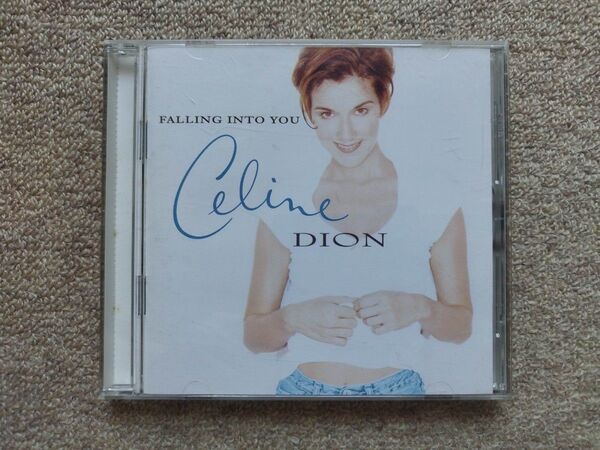 FALLING INTO YOU
Celine
DION